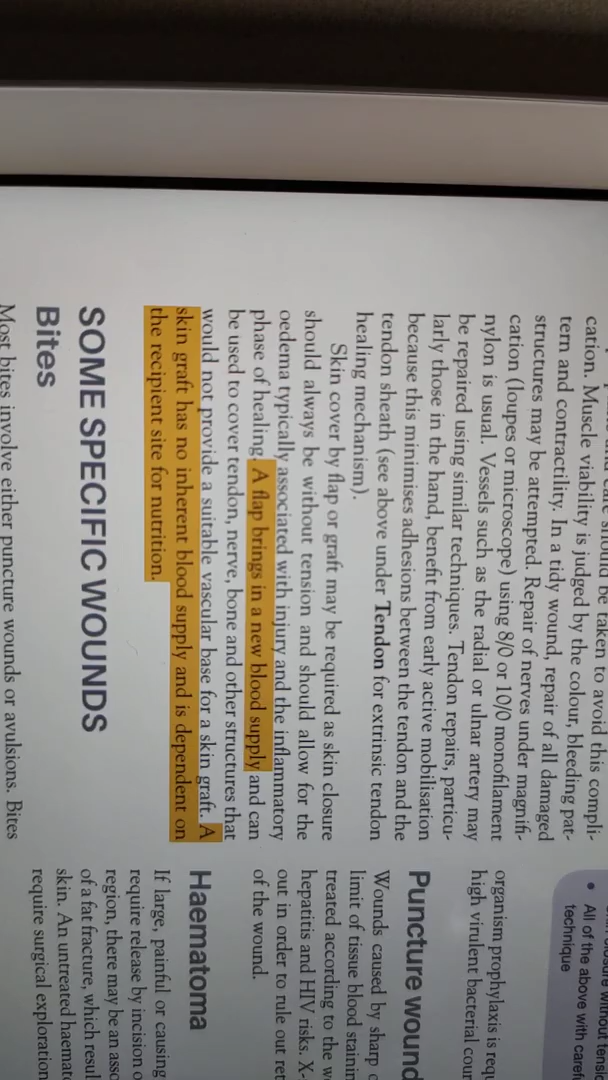 should be taken to avoid this compli-
cation. Muscle viability is judged by the colour, bleeding pat-
tern and contractility. In a tidy wound, repair of all damaged
structures may be attempted. Repair of nerves under magnifi-
cation (loupes or microscope) using 8/0 or 10/0 monofilament
nylon is usual. Vessels such as the radial or ulnar artery may
be repaired using similar techniques. Tendon repairs, particu-
larly those in the hand, benefit from early active mobilisation
because this minimises adhesions between the tendon and the
tendon sheath (see above under Tendon for extrinsic tendon
healing mechanism).
Skin cover by flap or graft may be required as skin closure
should always be without tension and should allow for the
oedema typically associated with injury and the inflammatory
phase of healing. A flap brings in a new blood supply and can
be used to cover tendon, nerve, bone and other structures that
would not provide a suitable vascular base for a skin graft. A
skin graft has no inherent blood supply and is dependent on
the recipient site for nutrition.
SOME SPECIFIC WOUNDS
Bites
Most bites involve either puncture wounds or avulsions. Bites
closure without tensio
• All of the above with carefu
technique
organism prophylaxis is requ
high virulent bacterial coun
Puncture wound
Wounds caused by sharp o
limit of tissue blood stainin
treated according to the w
hepatitis and HIV risks. X-
out in order to rule out ret
of the wound.
Haematoma
If large, painful or causing
require release by incision o
region, there may be an asso
of a fat fracture, which resul
skin. An untreated haemato
require surgical exploration